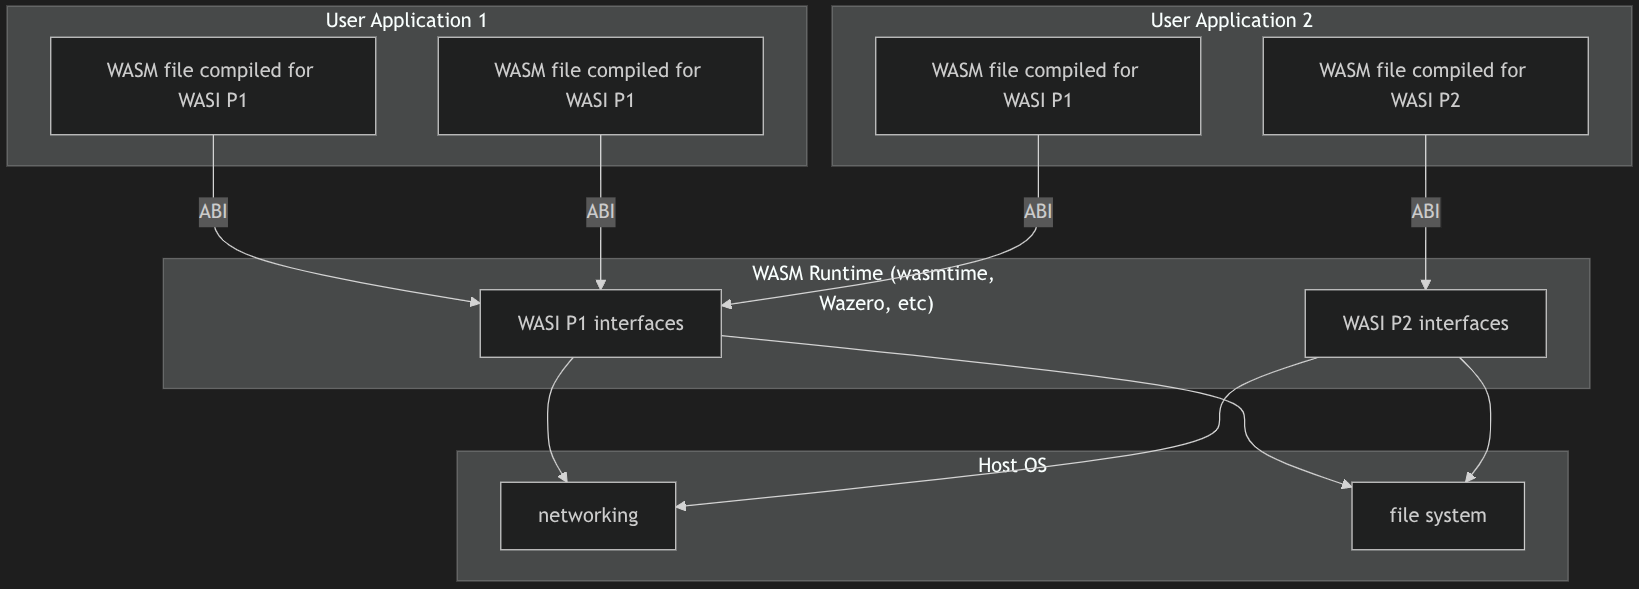 User Application 1
User Application 2
WASM file compiled for
WASI P1
WASM file compiled for
WASI P1
WASM file compiled for
WASI P1
WASM file compiled for
WASI P2
ABI
ABI
ABI
ABI
WASM Runtime (wasmtime,
Wazero, etc)
WASI P1 interfaces
WASI P2 interfaces
Host OS
networking
file system